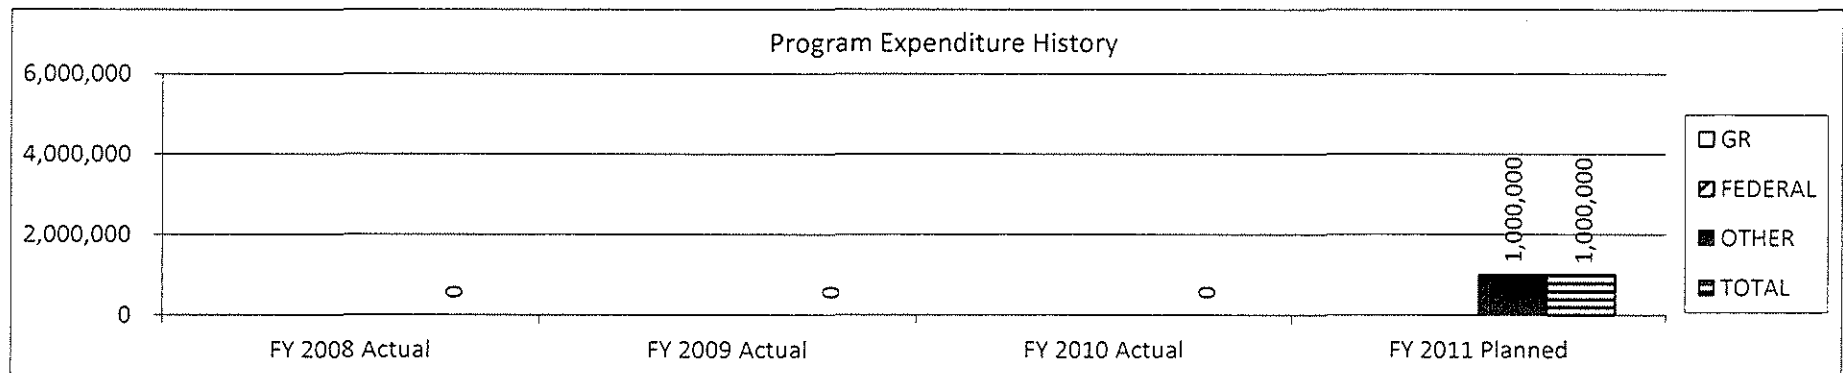 Program Expenditure History
6,000,000
4,000,000
2,000,000
0
0
0
0
1,000,000
1,000,000
FY 2008 Actual
FY 2009 Actual
FY 2010 Actual
FY 2011 Planned
GR
FEDERAL
OTHER
TOTAL